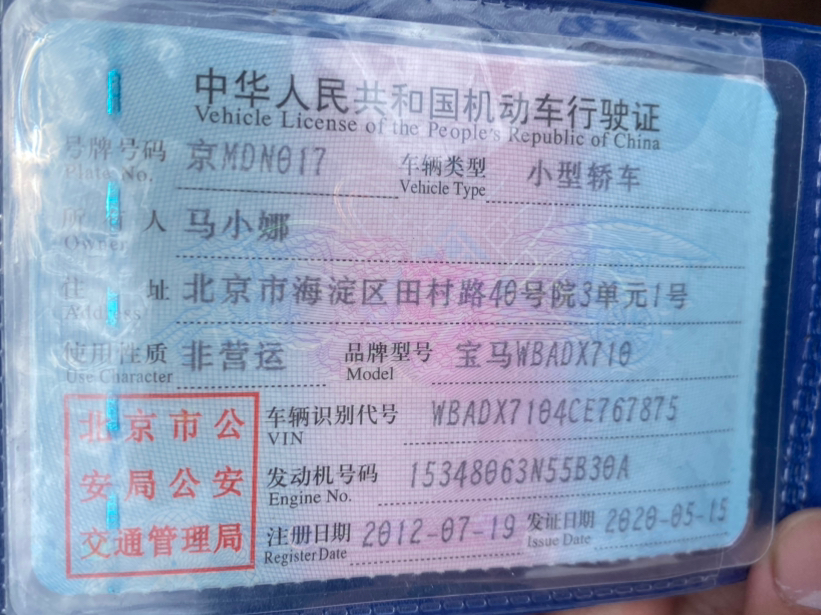 中华人民共和国机动车行驶证
Vehicle License of the People's Republic of China
号牌号码 京MDN017 车辆类型 小型轿车
Plate No. Vehicle Type
所有人 马小娜
Owner
住址 北京市海淀区田村路40号院3单元1号
Address
使用性质 非营运 品牌型号 宝马WBADX710
Use Character Model
车辆识别代号 WBADX7104CE767875
VIN
发动机号码 15348063N55B30A
Engine No.
注册日期 2012-07-19 发证日期 2020-05-15
Register Date Issue Date
北京市公
安局公安
交通管理局